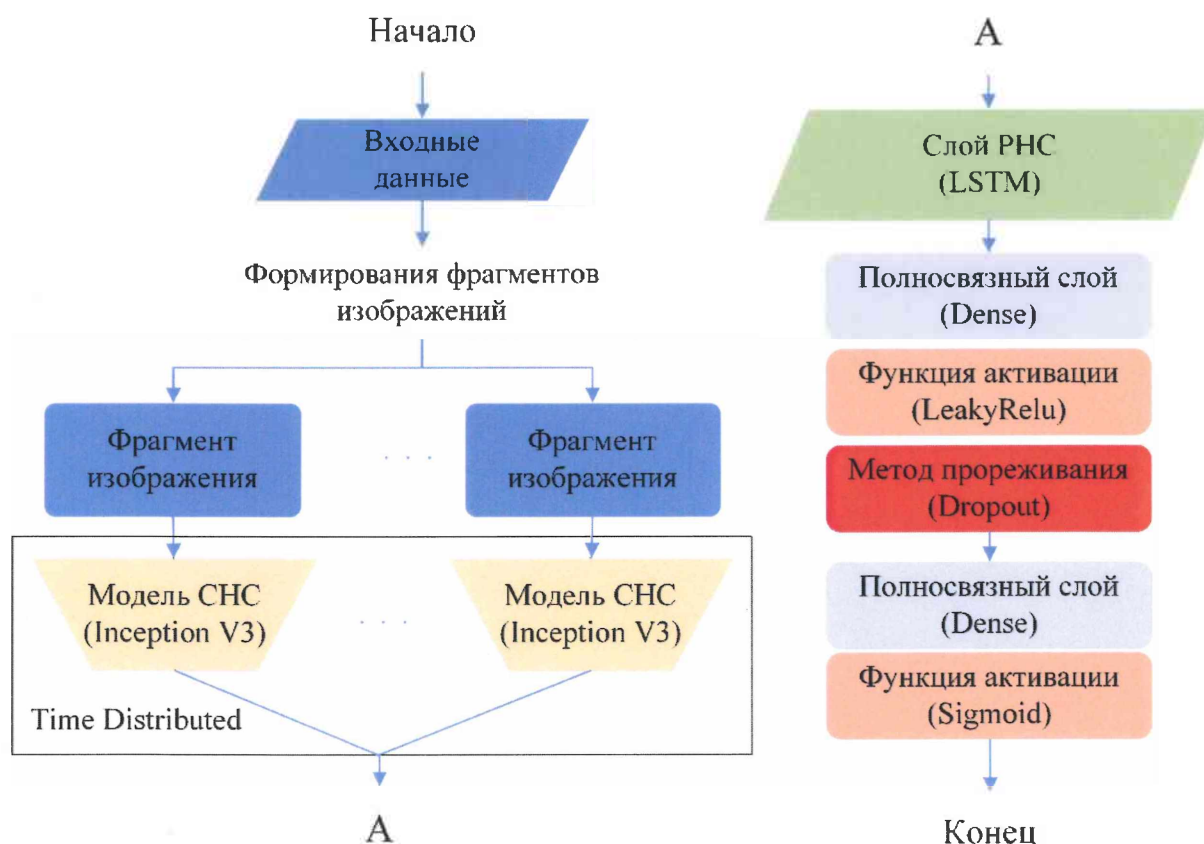 Начало
Входные
данные
Формирования фрагментов
изображений
Фрагмент
изображения
. . .
Фрагмент
изображения
Модель СНС
(Inception V3)
. . .
Модель СНС
(Inception V3)
Time Distributed
А
А
Слой РНС
(LSTM)
Полносвязный слой
(Dense)
Функция активации
(LeakyRelu)
Метод прореживания
(Dropout)
Полносвязный слой
(Dense)
Функция активации
(Sigmoid)
Конец